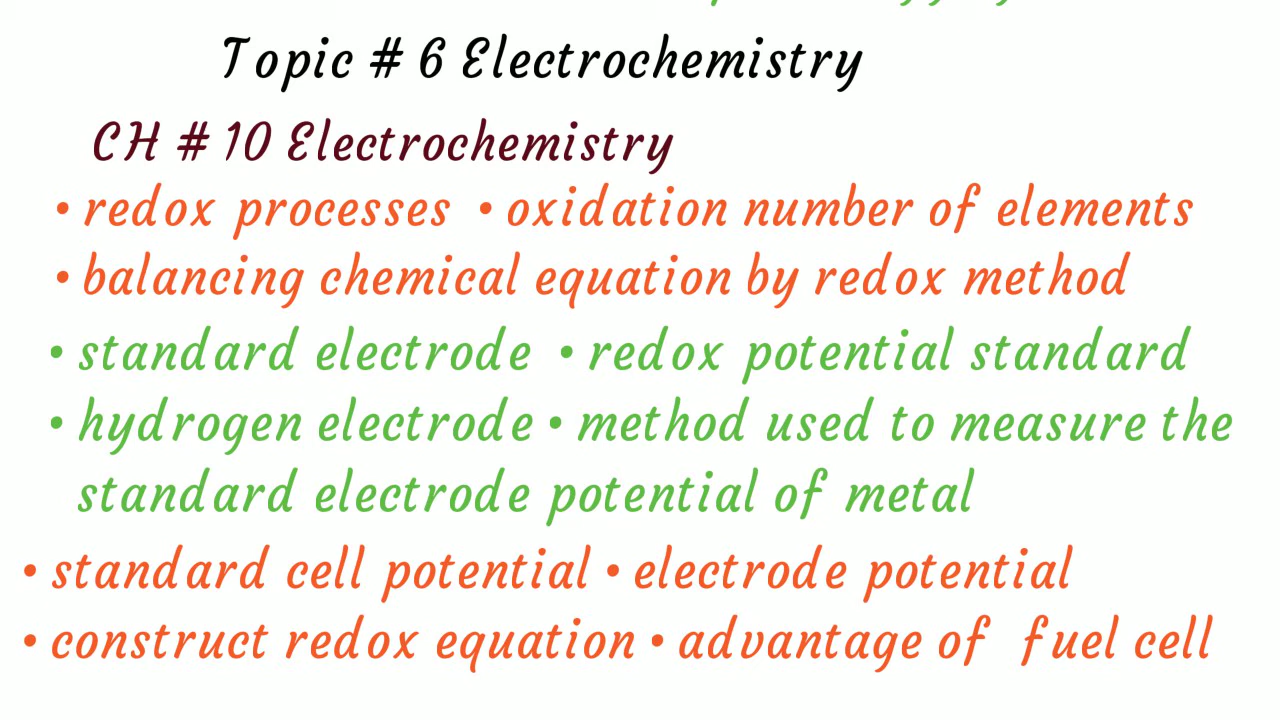 Topic # 6 Electrochemistry
CH # 10 Electrochemistry
• redox processes • oxidation number of elements
• balancing chemical equation by redox method
• standard electrode • redox potential standard
• hydrogen electrode • method used to measure the
standard electrode potential of metal
• standard cell potential • electrode potential
• construct redox equation • advantage of fuel cell